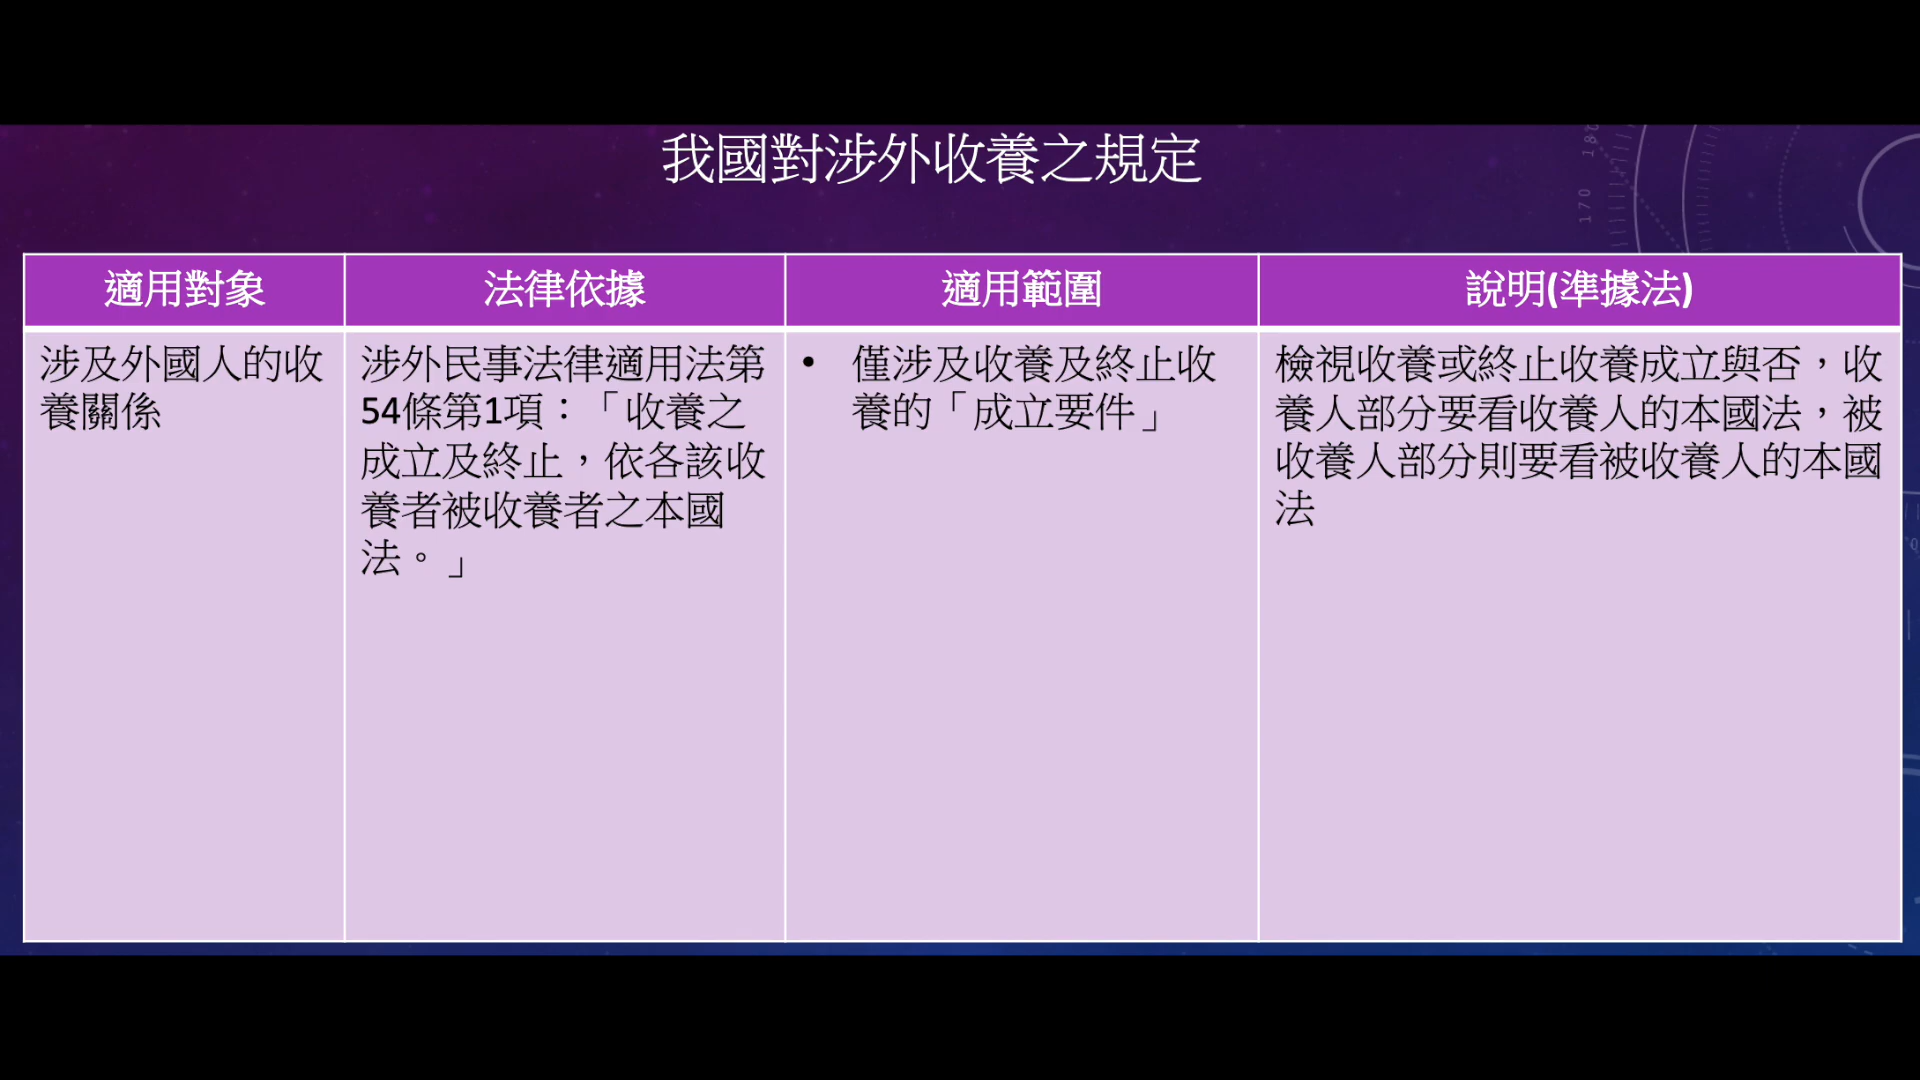 我國對涉外收養之規定
適用對象
法律依據
適用範圍
說明(準據法)
涉及外國人的收
養關係
涉外民事法律適用法第
54條第1項：「收養之
成立及終止，依各該收
養者被收養者之本國
法。」
• 僅涉及收養及終止收
養的「成立要件」
檢視收養或終止收養成立與否，收
養人部分要看收養人的本國法，被
收養人部分則要看被收養人的本國
法
170